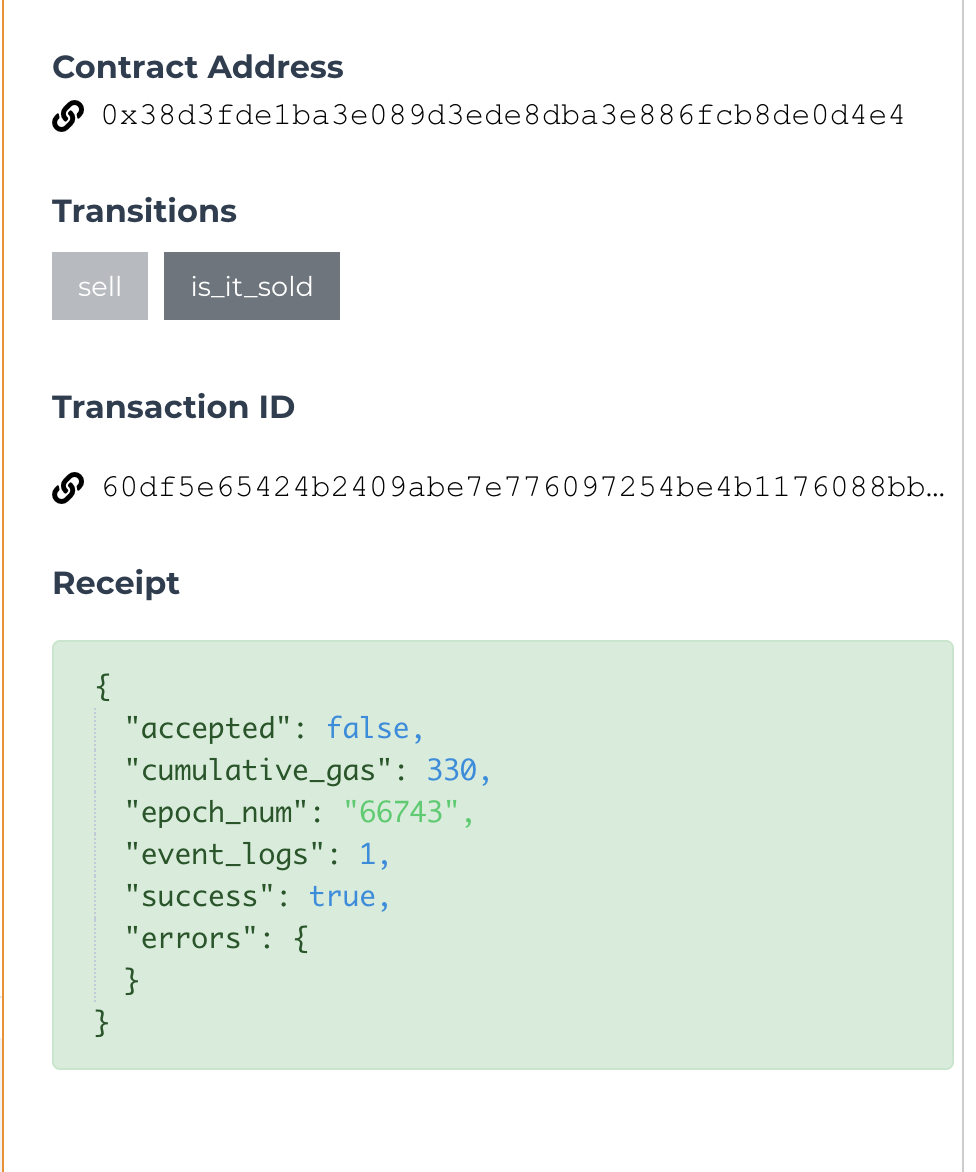 Contract Address
0x38d3fde1ba3e089d3ede8dba3e886fcb8de0d4e4
Transitions
sell
is_it_sold
Transaction ID
60df5e65424b2409abe7e776097254be4b1176088bb...
Receipt
{
"accepted": false,
"cumulative_gas": 330,
"epoch_num": "66743",
"event_logs": 1,
"success": true,
"errors": {
}
}